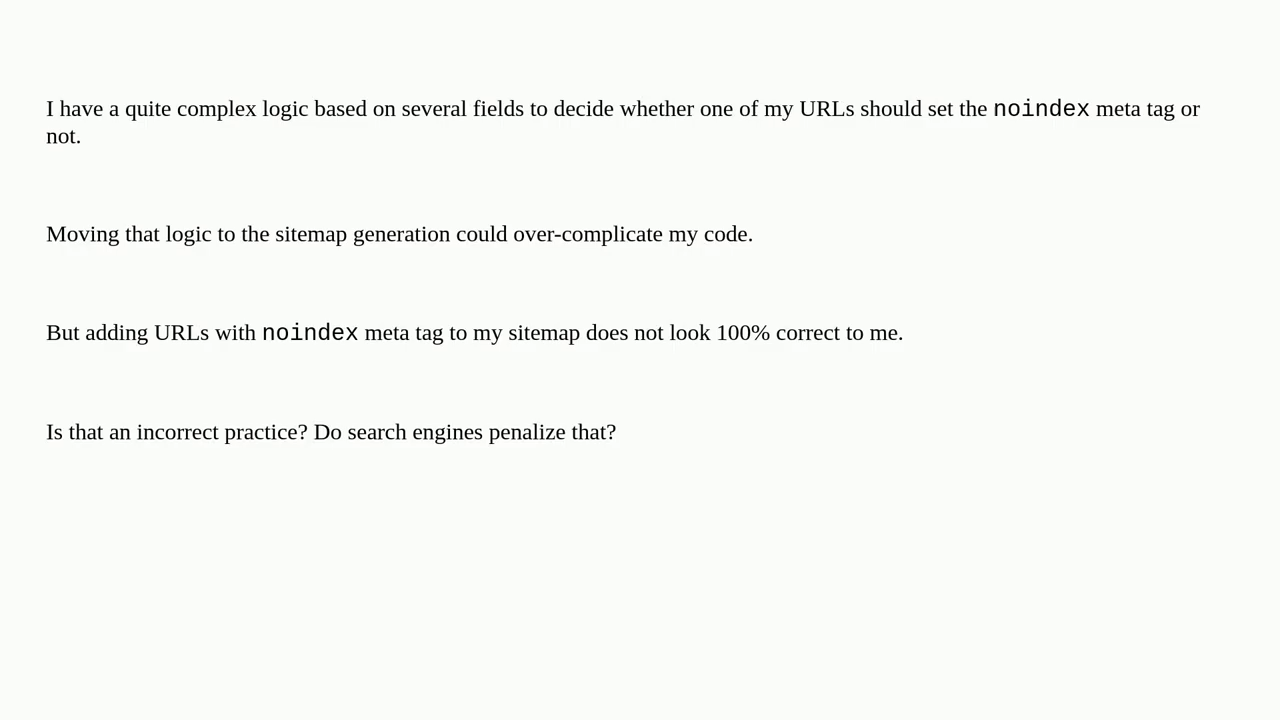 I have a quite complex logic based on several fields to decide whether one of my URLs should set the noindex meta tag or
not.
Moving that logic to the sitemap generation could over-complicate my code.
But adding URLs with noindex meta tag to my sitemap does not look 100% correct to me.
Is that an incorrect practice? Do search engines penalize that?